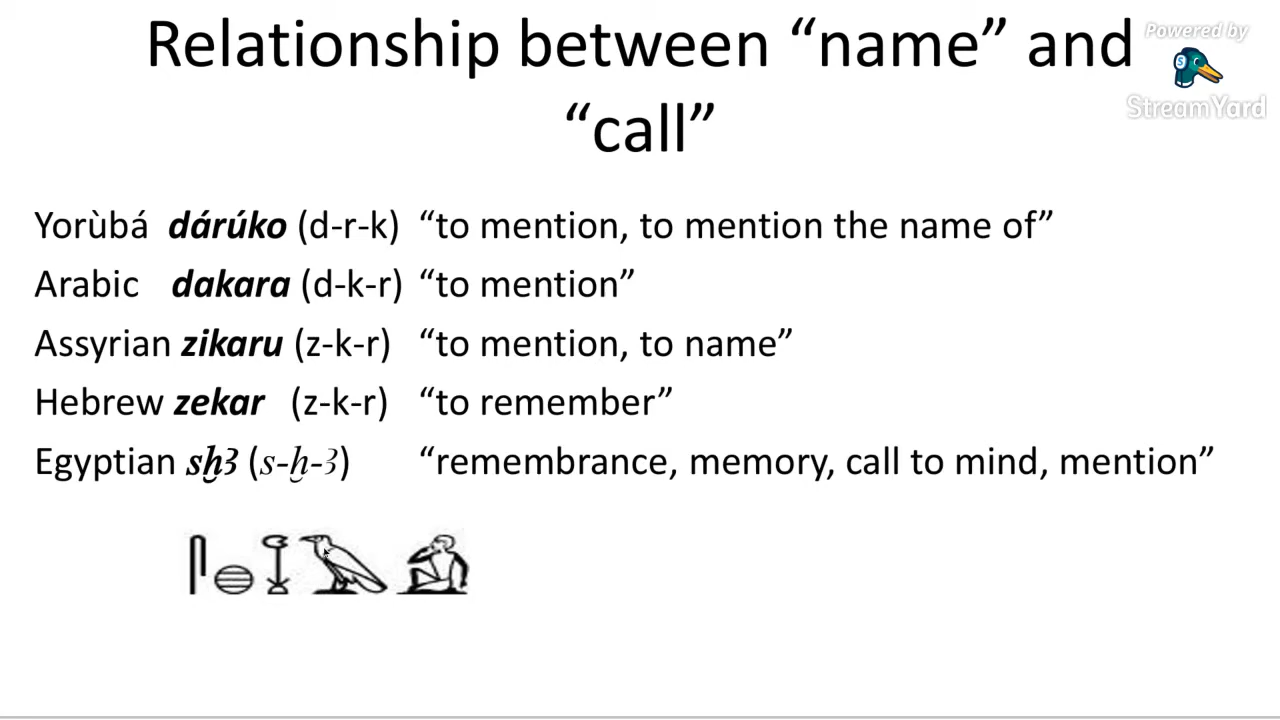 Relationship between “name” and
“call”
Powered by
StreamYard
Yorùbá dárúko (d-r-k) “to mention, to mention the name of”
Arabic dakara (d-k-r) “to mention”
Assyrian zikaru (z-k-r) “to mention, to name”
Hebrew zekar (z-k-r) “to remember”
Egyptian sẖꜣ (s-ẖ-ꜣ) “remembrance, memory, call to mind, mention”